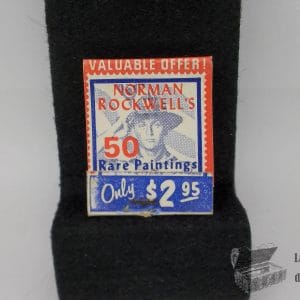 VALUABLE OFFER!
NORMAN
ROCKWELL'S
50
Rare Paintings
Only $2.95